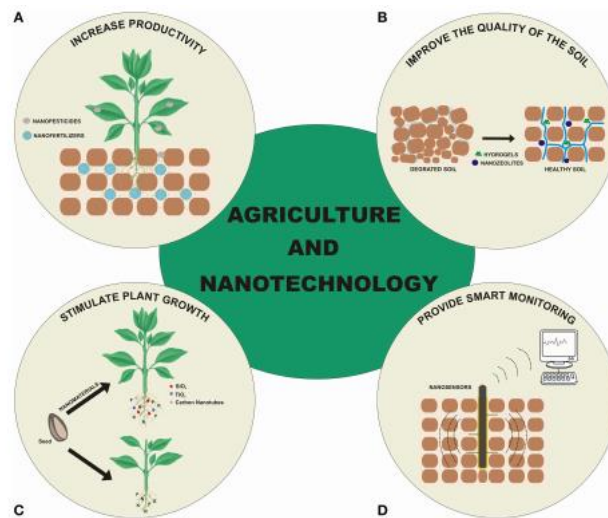 A
INCREASE PRODUCTIVITY
NANOPESTICIDES
NANOFERTILIZERS
B
IMPROVE THE QUALITY OF THE SOIL
DEGRATED SOIL
HYDROGELS
NANOZEOLITES
HEALTHY SOIL
AGRICULTURE
AND
NANOTECHNOLOGY
STIMULATE PLANT GROWTH
NANOMATERIALS
Seed
SiO₂
TiO₂
Carbon Nanotubes
C
PROVIDE SMART MONITORING
NANOSENSORS
D